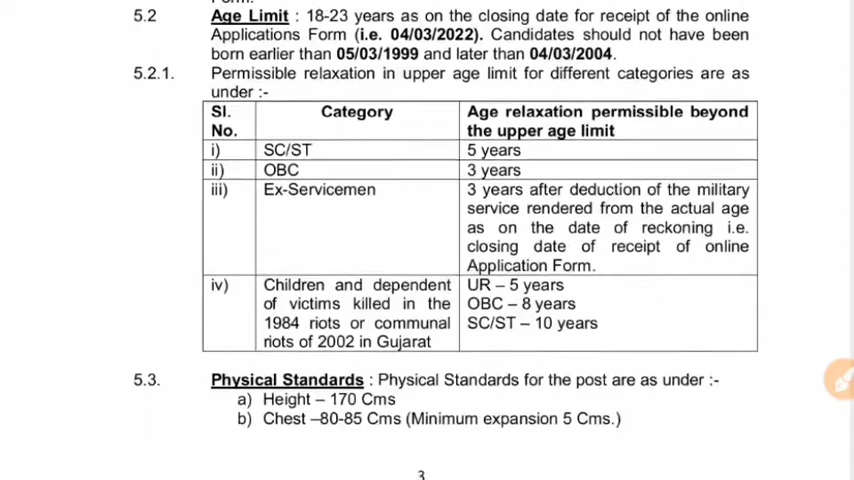 5.2 Age Limit : 18-23 years as on the closing date for receipt of the online
Applications Form (i.e. 04/03/2022). Candidates should not have been
born earlier than 05/03/1999 and later than 04/03/2004.
5.2.1. Permissible relaxation in upper age limit for different categories are as
under :-
Sl. No. Category Age relaxation permissible beyond
the upper age limit
i) SC/ST 5 years
ii) OBC 3 years
iii) Ex-Servicemen 3 years after deduction of the military
service rendered from the actual age
as on the date of reckoning i.e.
closing date of receipt of online
Application Form.
iv) Children and dependent UR – 5 years
of victims killed in the OBC – 8 years
1984 riots or communal SC/ST – 10 years
riots of 2002 in Gujarat
5.3. Physical Standards : Physical Standards for the post are as under :-
a) Height – 170 Cms
b) Chest –80-85 Cms (Minimum expansion 5 Cms.)
3